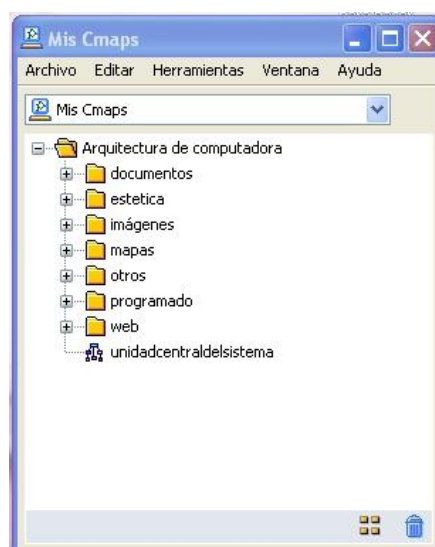 Mis Cmaps
Archivo Editar Herramientas Ventana Ayuda
Mis Cmaps
Arquitectura de computadora
documentos
estetica
imágenes
mapas
otros
programado
web
unidadcentraldelsistema